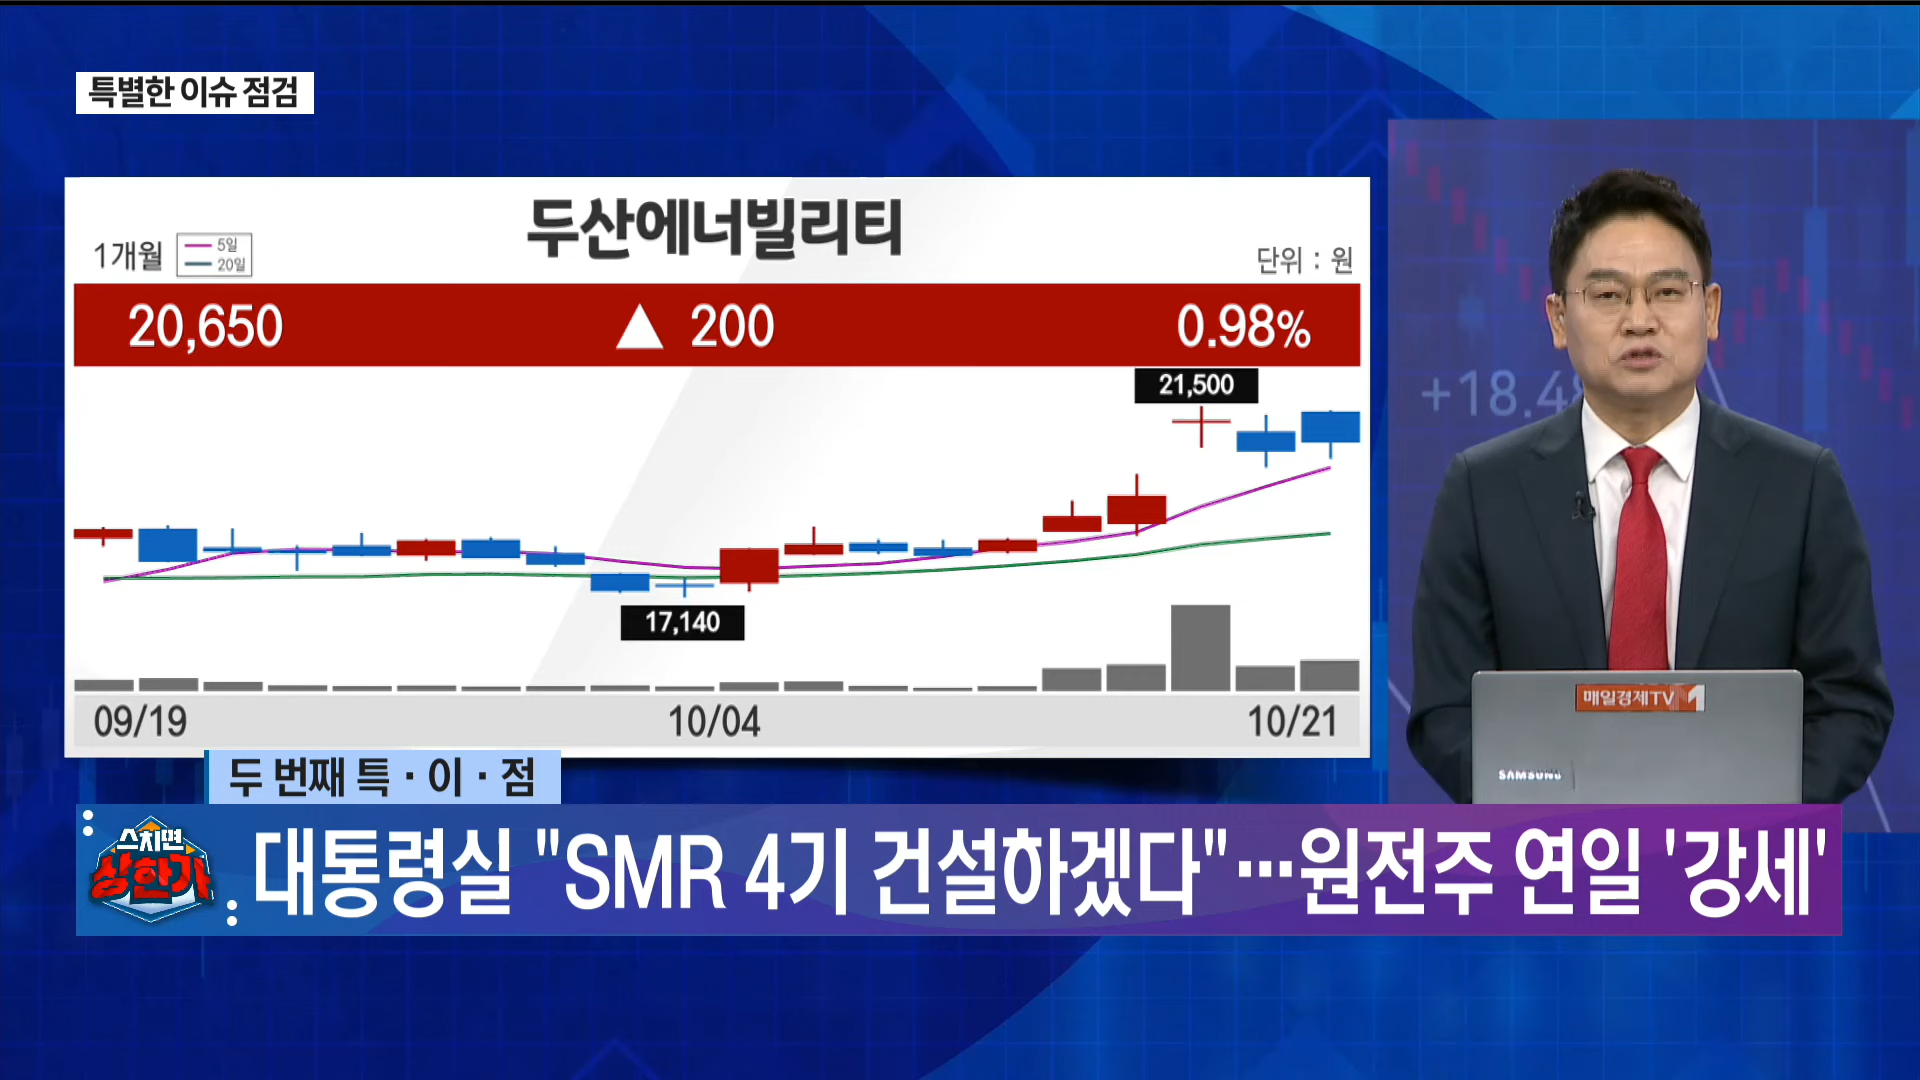 특별한 이슈 점검
두산에너빌리티
1개월
5일
20일
단위 : 원
20,650 ▲ 200 0.98%
21,500
+18.48
17,140
09/19 10/04 10/21
매일경제TV 1
SAMSUNG
두 번째 특·이·점
스치면
상한가
대통령실 "SMR 4기 건설하겠다"…원전주 연일 '강세'